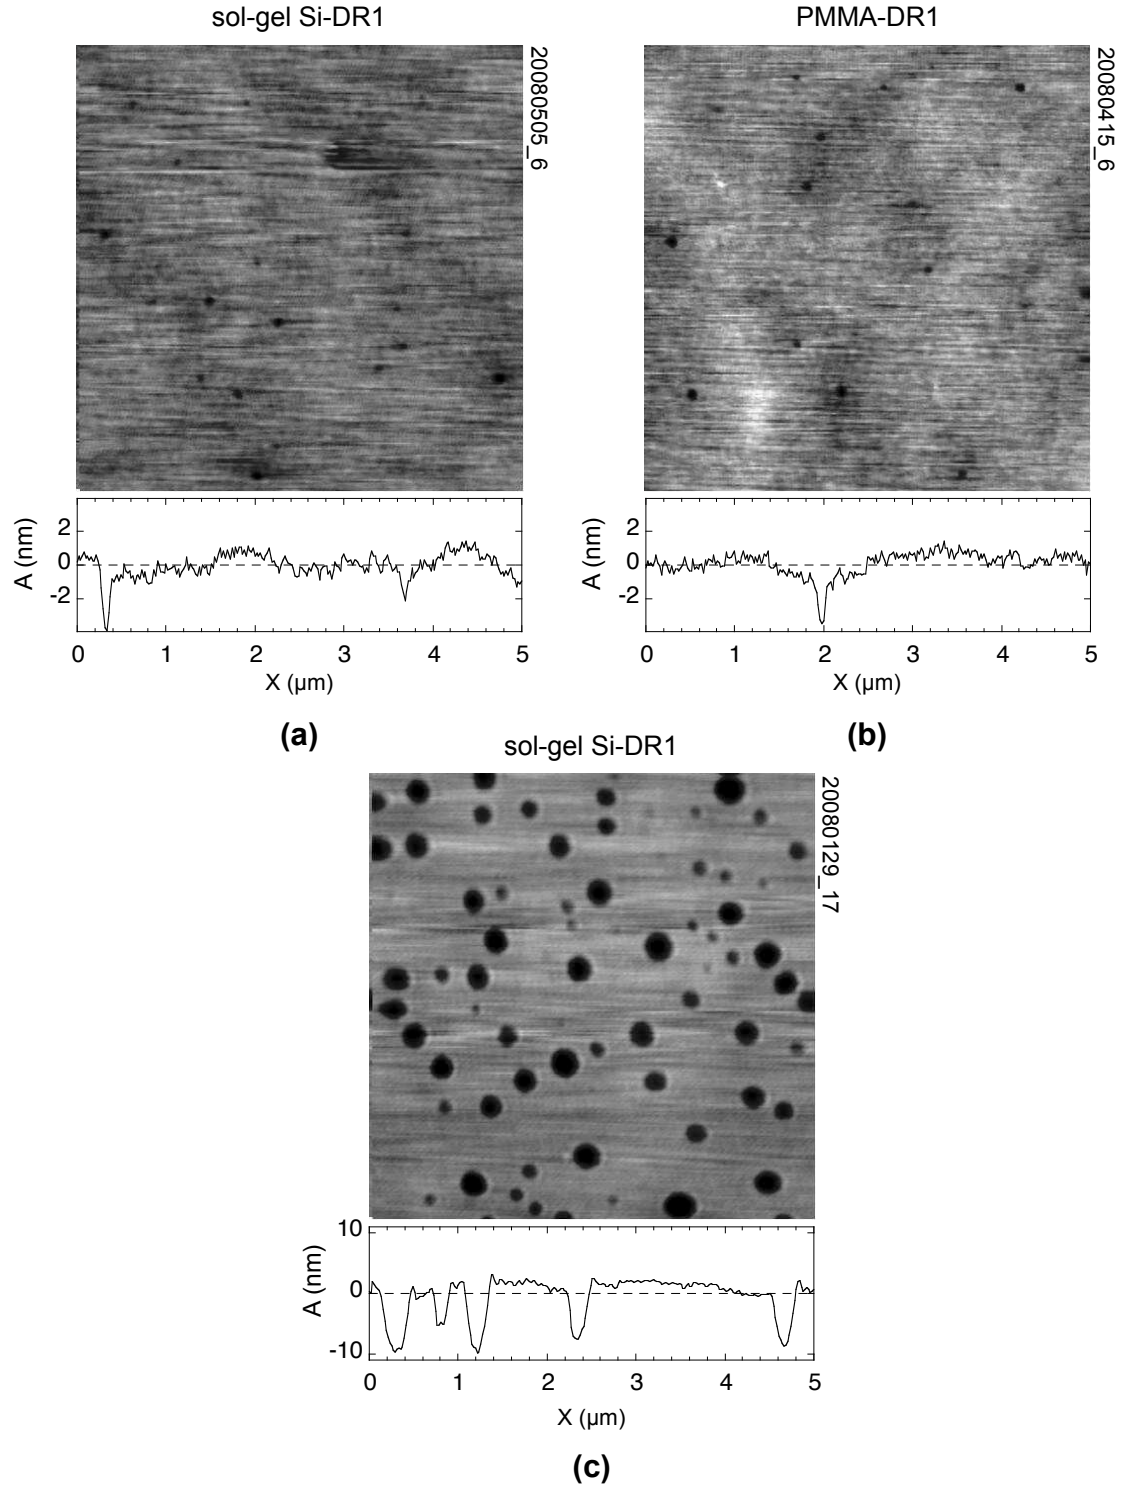 sol-gel Si-DR1
20080505_6
A (nm)
2
0
-2
0 1 2 3 4 5
X (µm)
(a)
PMMA-DR1
20080415_6
A (nm)
2
0
-2
0 1 2 3 4 5
X (µm)
(b)
sol-gel Si-DR1
20080129_17
A (nm)
10
0
-10
0 1 2 3 4 5
X (µm)
(c)